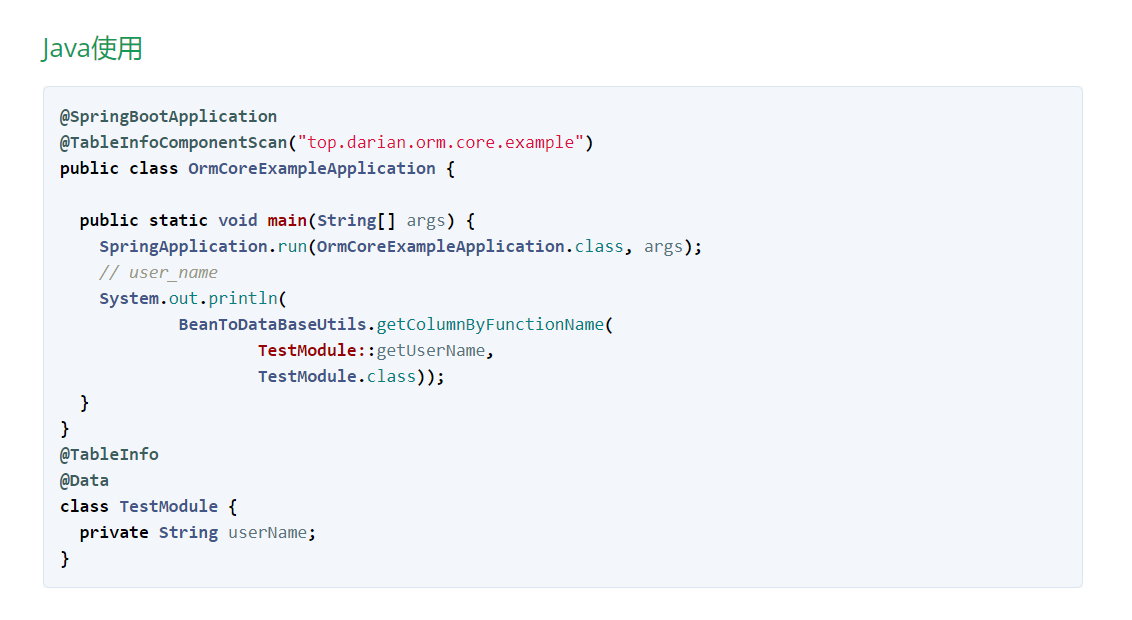 Java使用
@SpringBootApplication
@TableInfoComponentScan("top.darian.orm.core.example")
public class OrmCoreExampleApplication {
  public static void main(String[] args) {
    SpringApplication.run(OrmCoreExampleApplication.class, args);
    // user_name
    System.out.println(
            BeanToDataBaseUtils.getColumnByFunctionName(
                    TestModule::getUserName,
                    TestModule.class));
  }
}
@TableInfo
@Data
class TestModule {
  private String userName;
}